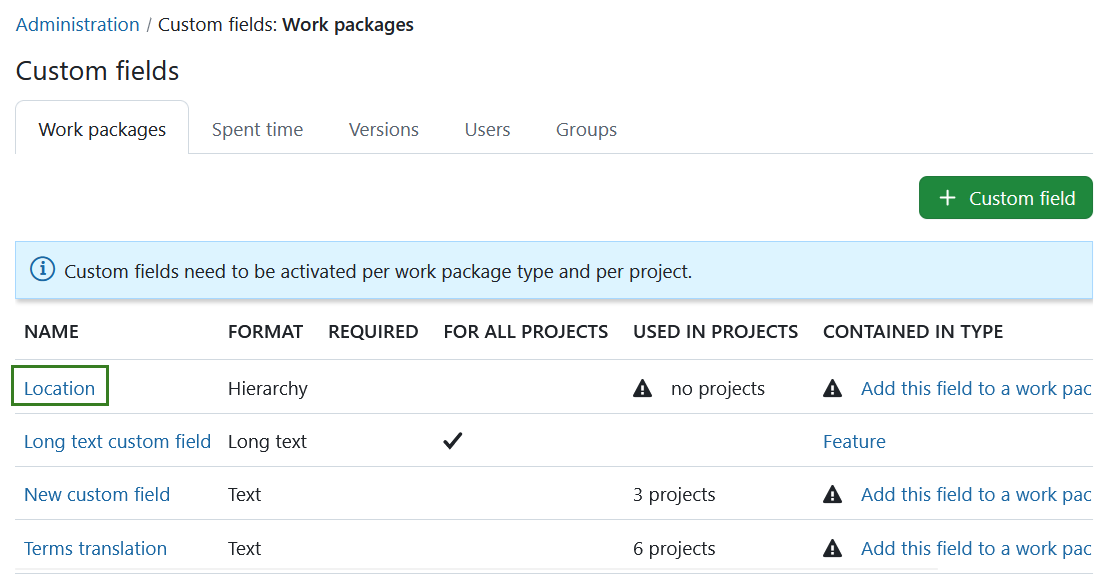 Administration / Custom fields: Work packages
Custom fields
Work packages Spent time Versions Users Groups
+ Custom field
Custom fields need to be activated per work package type and per project.
NAME FORMAT REQUIRED FOR ALL PROJECTS USED IN PROJECTS CONTAINED IN TYPE
Location Hierarchy no projects Add this field to a work pac
Long text custom field Long text Feature
New custom field Text 3 projects Add this field to a work pac
Terms translation Text 6 projects Add this field to a work pac